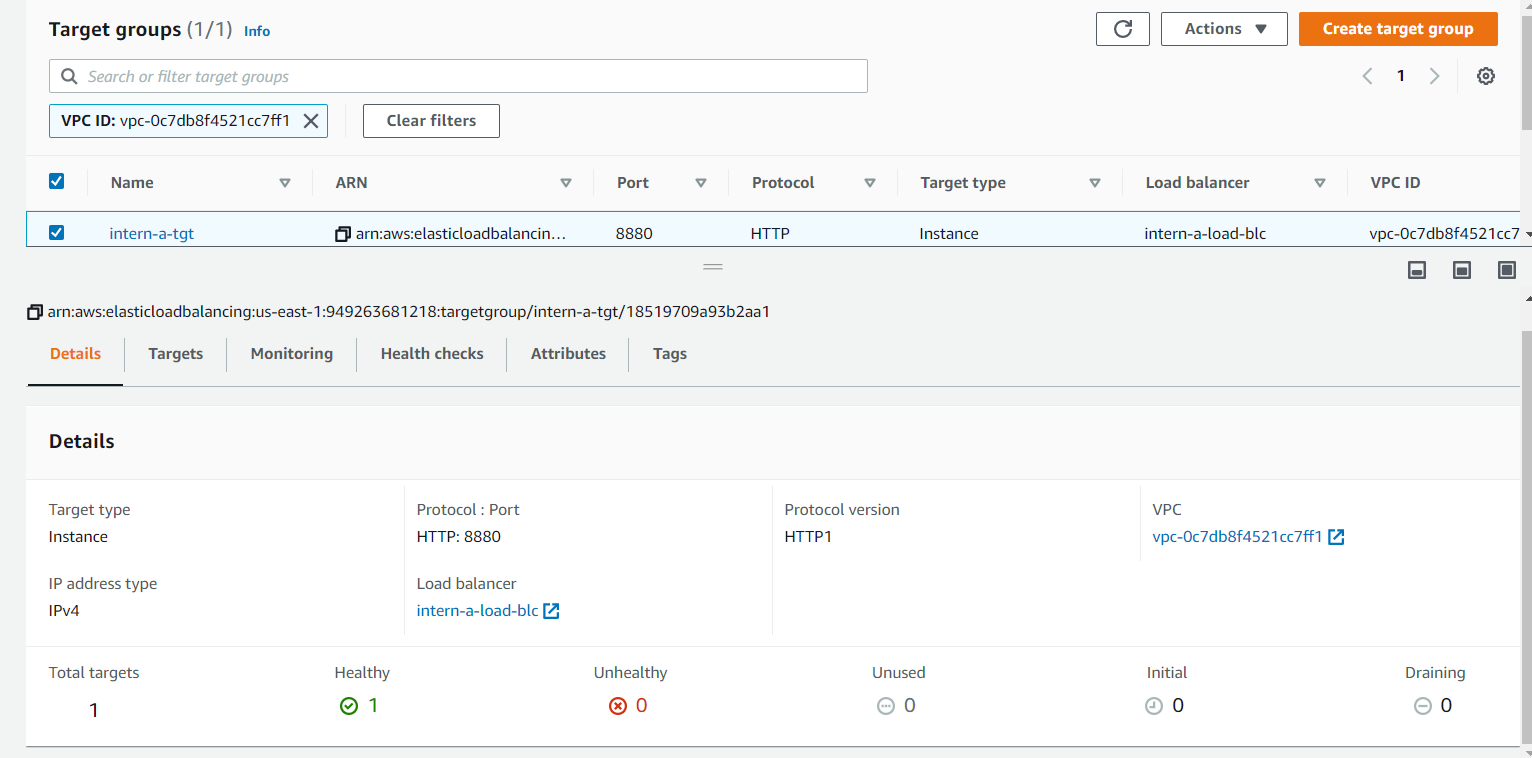 Target groups (1/1) Info
Actions
Create target group
Search or filter target groups
1
VPC ID: vpc-0c7db8f4521cc7ff1
Clear filters
Name ARN Port Protocol Target type Load balancer VPC ID
intern-a-tgt arn:aws:elasticloadbalancin... 8880 HTTP Instance intern-a-load-blc vpc-0c7db8f4521cc7
arn:aws:elasticloadbalancing:us-east-1:949263681218:targetgroup/intern-a-tgt/18519709a93b2aa1
Details Targets Monitoring Health checks Attributes Tags
Details
Target type Protocol : Port Protocol version VPC
Instance HTTP: 8880 HTTP1 vpc-0c7db8f4521cc7ff1
IP address type Load balancer
IPv4 intern-a-load-blc
Total targets Healthy Unhealthy Unused Initial Draining
1 1 0 0 0 0